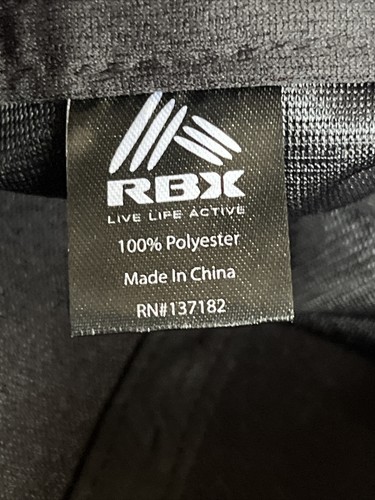 RBX
LIVE LIFE ACTIVE
100% Polyester
Made In China
RN#137182